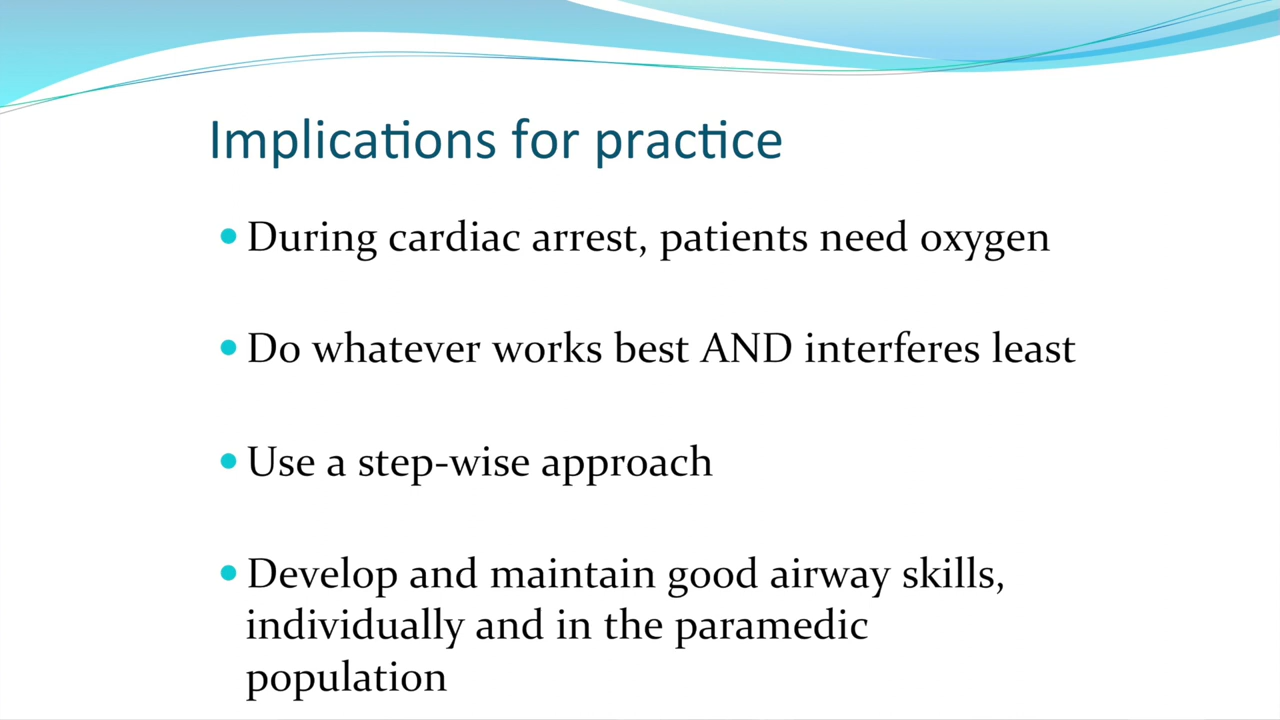 Implications for practice
During cardiac arrest, patients need oxygen
Do whatever works best AND interferes least
Use a step-wise approach
Develop and maintain good airway skills,
individually and in the paramedic
population